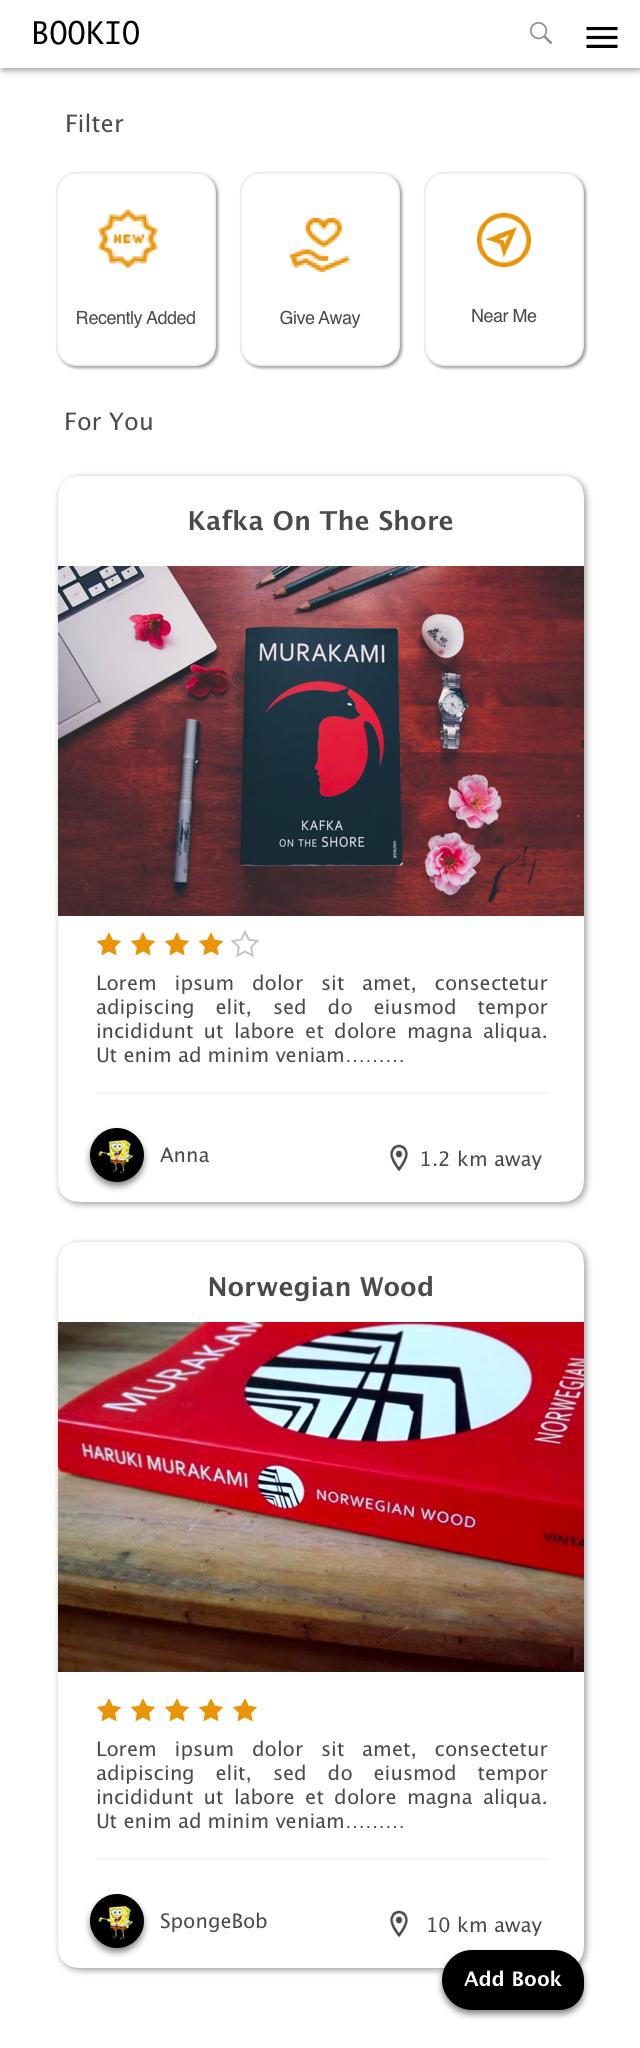 BOOKIO
Filter
NEW
Recently Added
Give Away
Near Me
For You
Kafka On The Shore
MURAKAMI
KAFKA
ON THE SHORE
Lorem ipsum dolor sit amet, consectetur
adipiscing elit, sed do eiusmod tempor
incididunt ut labore et dolore magna aliqua.
Ut enim ad minim veniam.........
Anna
1.2 km away
Norwegian Wood
MURAKAM
NORWEGIAN
HARUKI MURAKAMI
NORWEGIAN WOOD
VINTA
Lorem ipsum dolor sit amet, consectetur
adipiscing elit, sed do eiusmod tempor
incididunt ut labore et dolore magna aliqua.
Ut enim ad minim veniam.........
SpongeBob
10 km away
Add Book